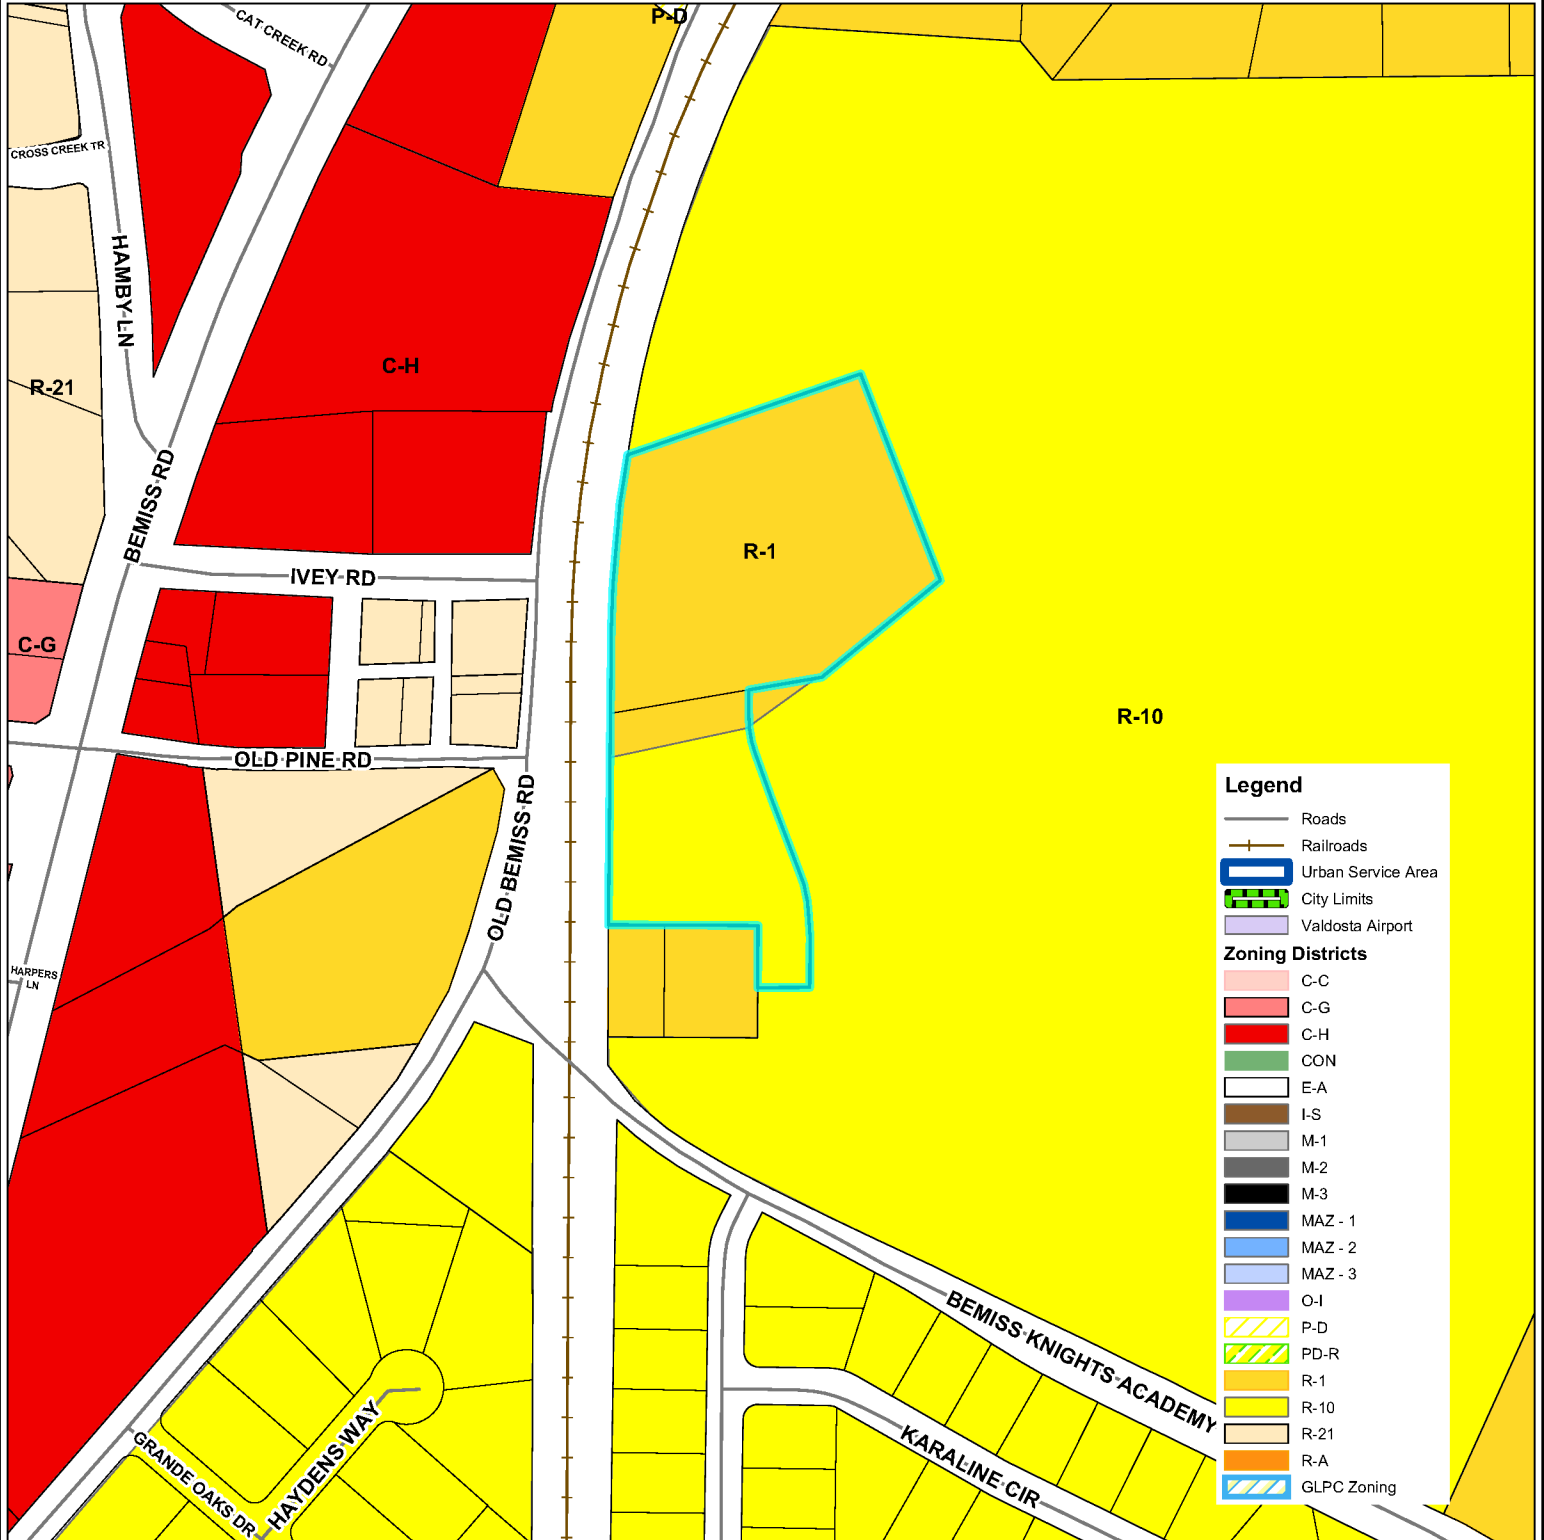 P-D
CAT CREEK RD
CROSS CREEK TR
HAMBY LN
C-H
R-21
BEMISS RD
R-1
IVEY RD
C-G
R-10
OLD PINE RD
OLD BEMISS RD
HARPERS
LN
BEMISS KNIGHTS ACADEMY
KARALINE CIR
HAYDENS WAY
GRANDE OAKS DR
Legend
Roads
Railroads
Urban Service Area
City Limits
Valdosta Airport
Zoning Districts
C-C
C-G
C-H
CON
E-A
I-S
M-1
M-2
M-3
MAZ - 1
MAZ - 2
MAZ - 3
O-I
P-D
PD-R
R-1
R-10
R-21
R-A
GLPC Zoning